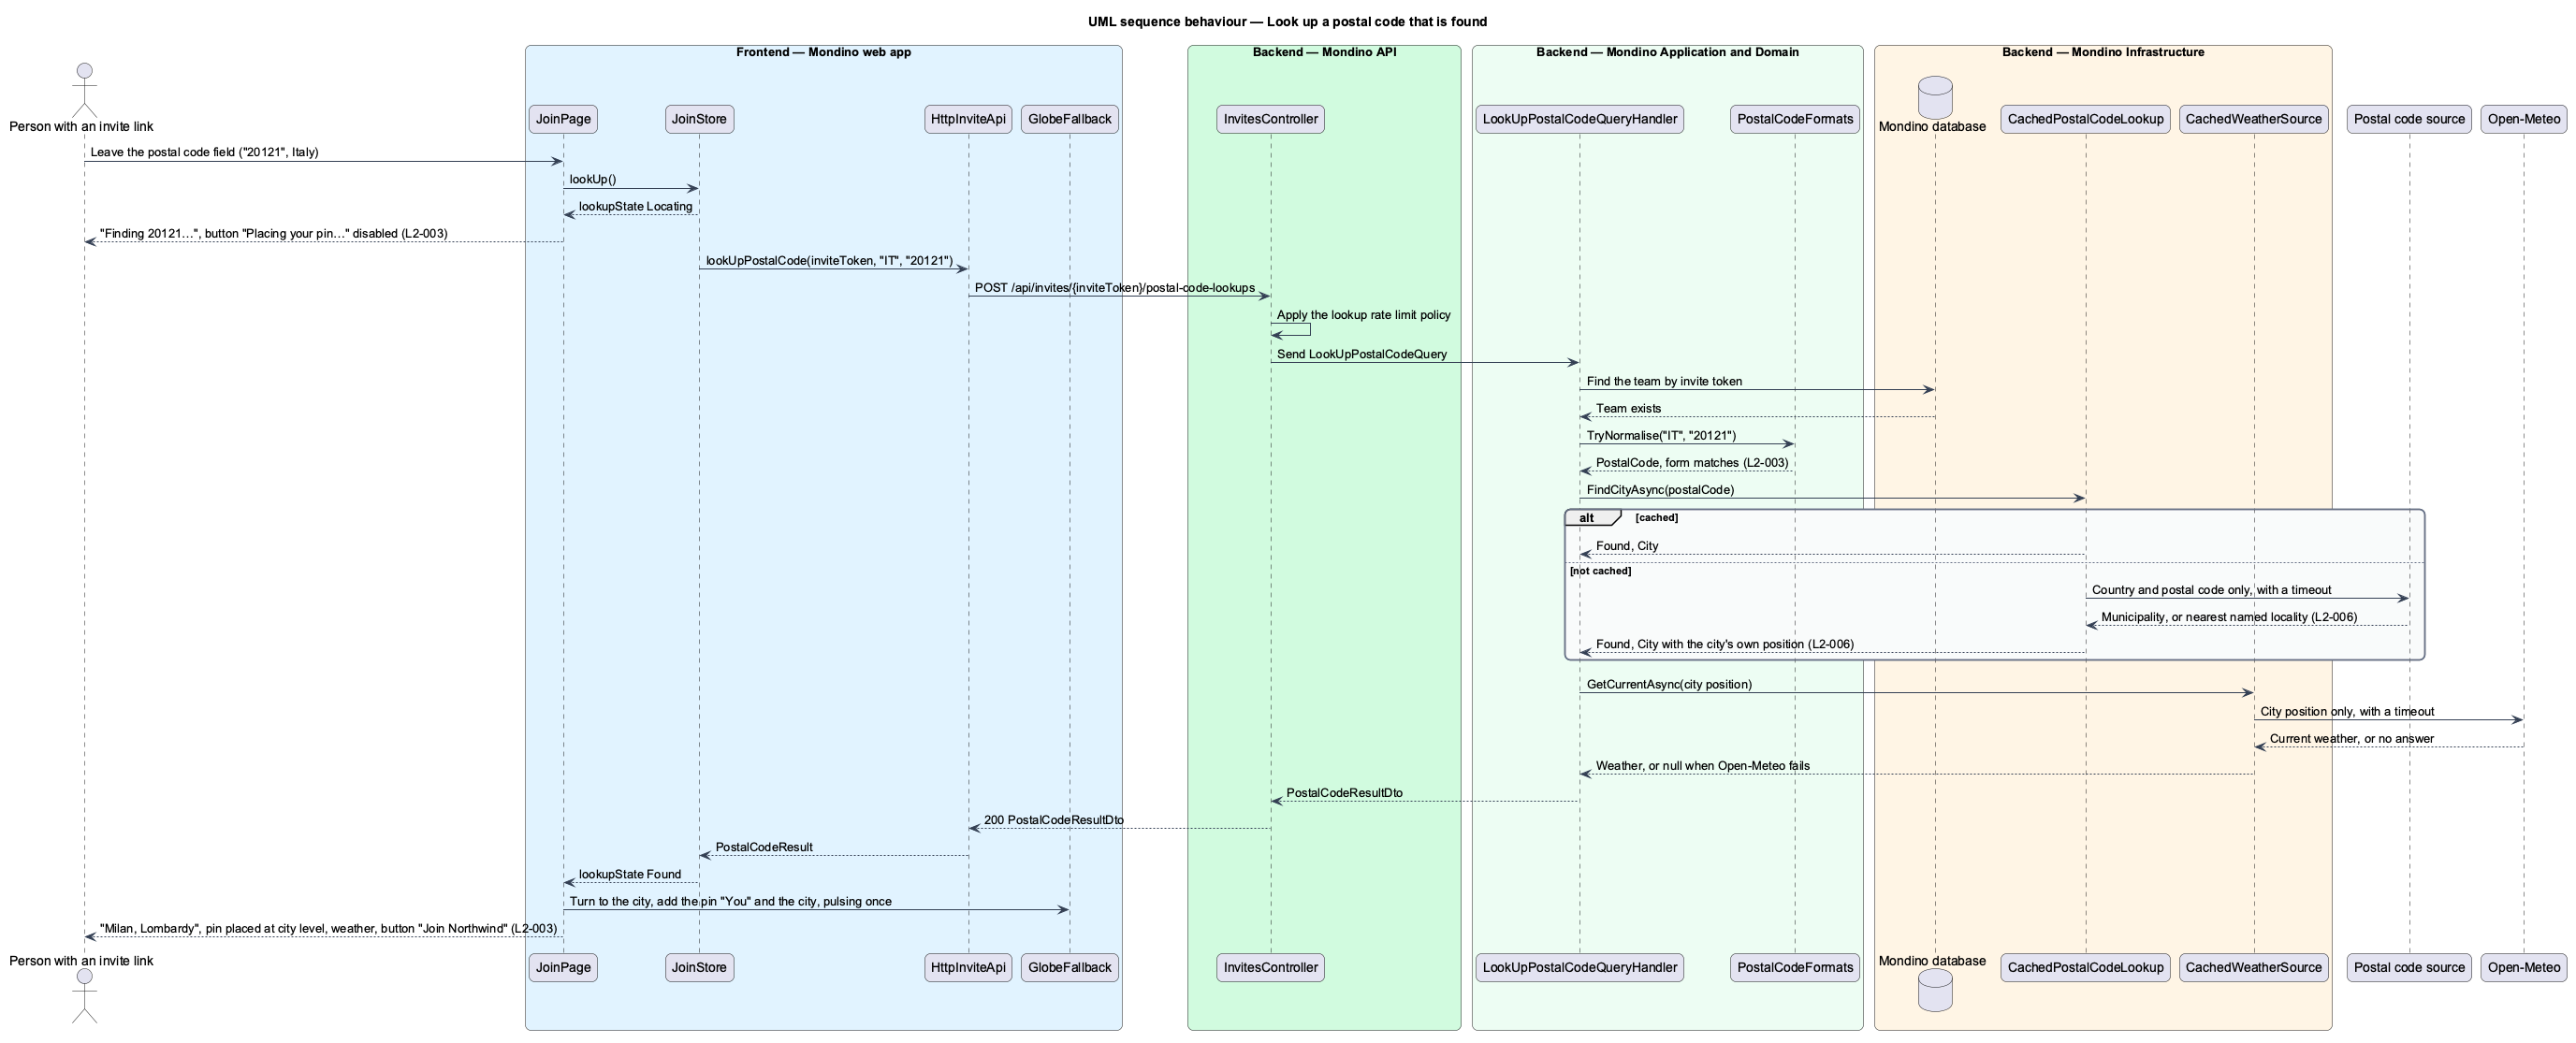 UML sequence behaviour — Look up a postal code that is found
Frontend — Mondino web app
Backend — Mondino API
Backend — Mondino Application and Domain
Backend — Mondino Infrastructure
Person with an invite link
JoinPage
JoinStore
HttpInviteApi
GlobeFallback
InvitesController
LookUpPostalCodeQueryHandler
PostalCodeFormats
Mondino database
CachedPostalCodeLookup
CachedWeatherSource
Postal code source
Open-Meteo
Leave the postal code field ("20121", Italy)
lookUp()
lookupState Locating
"Finding 20121…", button "Placing your pin…" disabled (L2-003)
lookUpPostalCode(inviteToken, "IT", "20121")
POST /api/invites/{inviteToken}/postal-code-lookups
Apply the lookup rate limit policy
Send LookUpPostalCodeQuery
Find the team by invite token
Team exists
TryNormalise("IT", "20121")
PostalCode, form matches (L2-003)
FindCityAsync(postalCode)
alt [cached]
Found, City
[not cached]
Country and postal code only, with a timeout
Municipality, or nearest named locality (L2-006)
Found, City with the city's own position (L2-006)
GetCurrentAsync(city position)
City position only, with a timeout
Current weather, or no answer
Weather, or null when Open-Meteo fails
PostalCodeResultDto
200 PostalCodeResultDto
PostalCodeResult
lookupState Found
Turn to the city, add the pin "You" and the city, pulsing once
"Milan, Lombardy", pin placed at city level, weather, button "Join Northwind" (L2-003)
Person with an invite link
JoinPage
JoinStore
HttpInviteApi
GlobeFallback
InvitesController
LookUpPostalCodeQueryHandler
PostalCodeFormats
Mondino database
CachedPostalCodeLookup
CachedWeatherSource
Postal code source
Open-Meteo